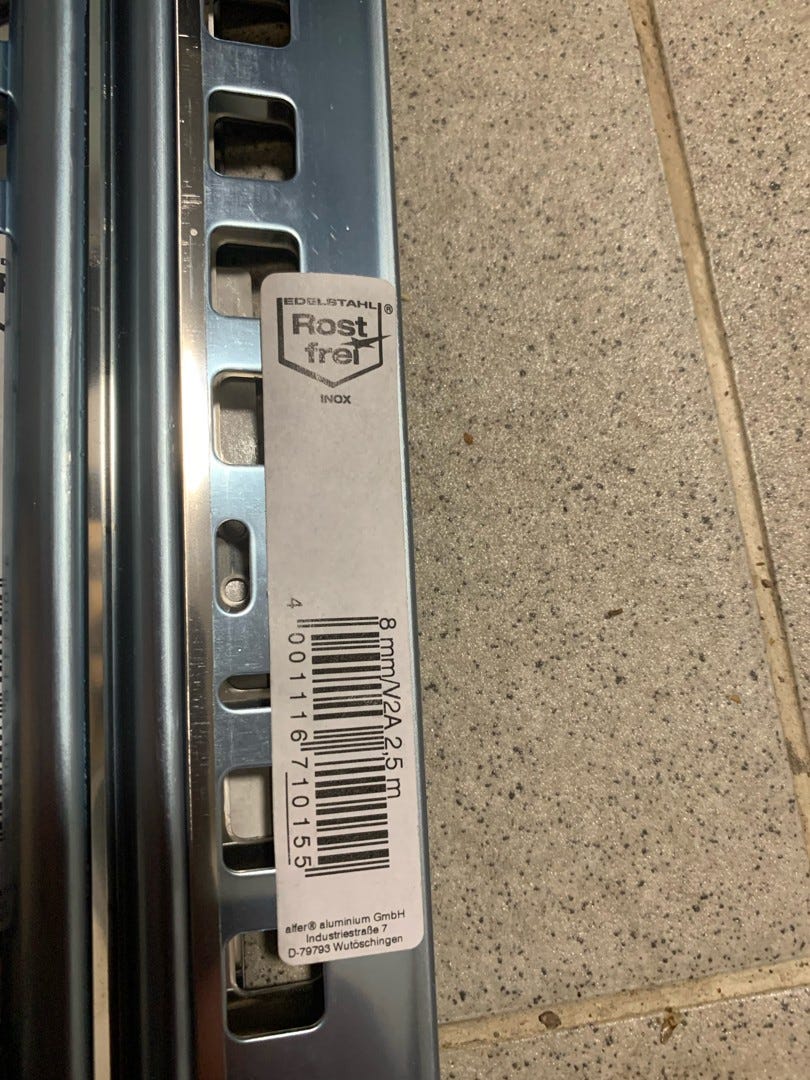 EDELSTAHL
Rost
frei
®
INOX
8 mm/V2A 2,5 m
4 001116 710155
alfer® aluminium GmbH
Industriestraße 7
D-79793 Wutöschingen